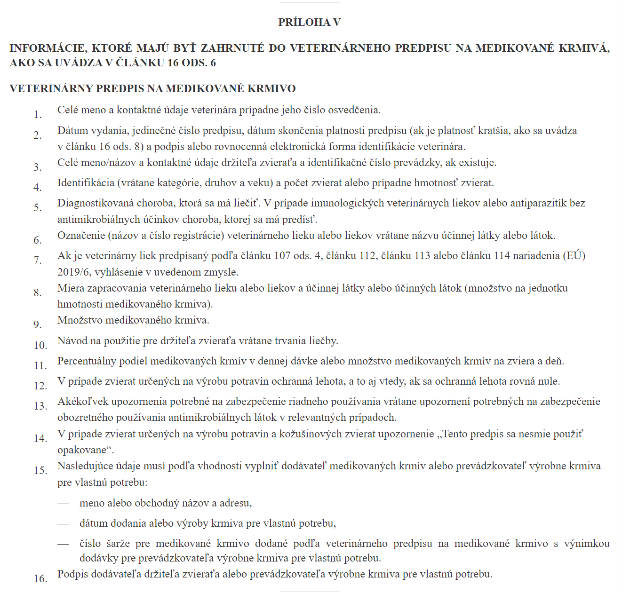 PRÍLOHA V
INFORMÁCIE, KTORÉ MAJÚ BYŤ ZAHRNUTÉ DO VETERINÁRNEHO PREDPISU NA MEDIKOVANÉ KRMIVÁ,
AKO SA UVÁDZA V ČLÁNKU 16 ODS. 6
VETERINÁRNY PREDPIS NA MEDIKOVANÉ KRMIVO
1. Celé meno a kontaktné údaje veterinára prípadne jeho číslo osvedčenia.
2. Dátum vydania, jedinečné číslo predpisu, dátum skončenia platnosti predpisu (ak je platnosť kratšia, ako sa uvádza
v článku 16 ods. 8) a podpis alebo rovnocenná elektronická forma identifikácie veterinára.
3. Celé meno/názov a kontaktné údaje držiteľa zvieraťa a identifikačné číslo prevádzky, ak existuje.
4. Identifikácia (vrátane kategórie, druhov a veku) a počet zvierat alebo prípadne hmotnosť zvierat.
5. Diagnostikovaná choroba, ktorá sa má liečiť. V prípade imunologických veterinárnych liekov alebo antiparazitík bez
antimikrobiálnych účinkov choroba, ktorej sa má predísť.
6. Označenie (názov a číslo registrácie) veterinárneho lieku alebo liekov vrátane názvu účinnej látky alebo látok.
7. Ak je veterinárny liek predpísaný podľa článku 107 ods. 4, článku 112, článku 113 alebo článku 114 nariadenia (EÚ)
2019/6, vyhlásenie v uvedenom zmysle.
8. Miera zapracovania veterinárneho lieku alebo liekov a účinnej látky alebo účinných látok (množstvo na jednotku
hmotnosti medikovaného krmiva).
9. Množstvo medikovaného krmiva.
10. Návod na použitie pre držiteľa zvieraťa vrátane trvania liečby.
11. Percentuálny podiel medikovaných krmív v dennej dávke alebo množstvo medikovaných krmív na zviera a deň.
12. V prípade zvierat určených na výrobu potravín ochranná lehota, a to aj vtedy, ak sa ochranná lehota rovná nule.
13. Akékoľvek upozornenia potrebné na zabezpečenie riadneho používania vrátane upozornení potrebných na zabezpečenie
obozretného používania antimikrobiálnych látok v relevantných prípadoch.
14. V prípade zvierat určených na výrobu potravín a kožušinových zvierat upozornenie „Tento predpis sa nesmie použiť
opakovane“.
15. Nasledujúce údaje musí podľa vhodnosti vyplniť dodávateľ medikovaných krmív alebo prevádzkovateľ výrobne krmiva
pre vlastnú potrebu:
— meno alebo obchodný názov a adresu,
— dátum dodania alebo výroby krmiva pre vlastnú potrebu,
— číslo šarže pre medikované krmivo dodané podľa veterinárneho predpisu na medikované krmivo s výnimkou
dodávky pre prevádzkovateľa výrobne krmiva pre vlastnú potrebu.
16. Podpis dodávateľa držiteľa zvieraťa alebo prevádzkovateľa výrobne krmiva pre vlastnú potrebu.